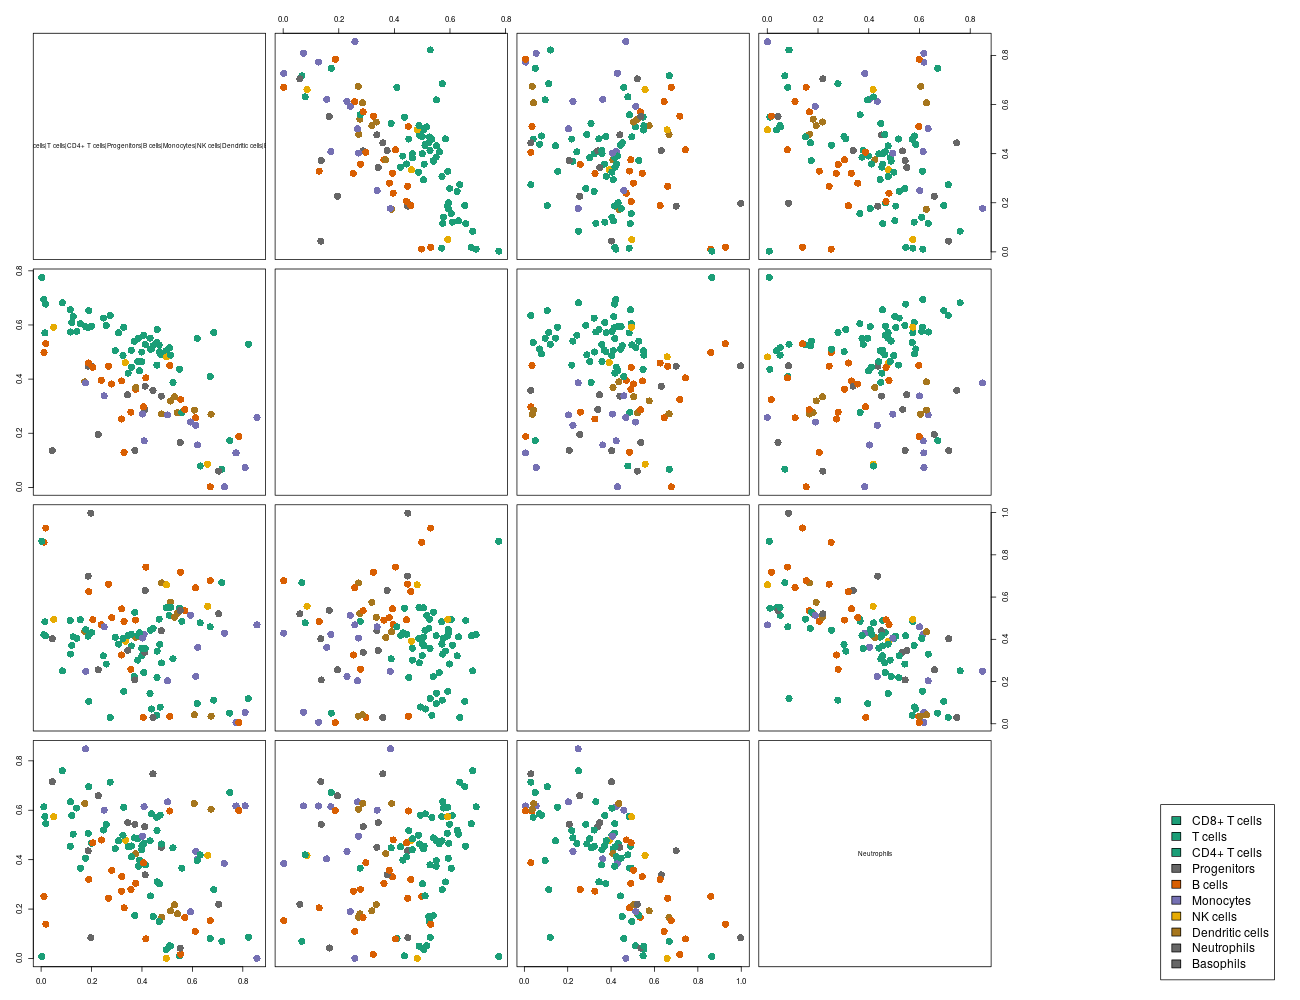 0.0 0.2 0.4 0.6 0.8
0.0 0.2 0.4 0.6 0.8
cells|T cells|CD4+ T cells|Progenitors|B cells|Monocytes|NK cells|Dendritic cells|
0.0 0.2 0.4 0.6 0.8
0.0 0.2 0.4 0.6 0.8
0.0 0.2 0.4 0.6 0.8 1.0
0.0 0.2 0.4 0.6 0.8
Neutrophils
0.0 0.2 0.4 0.6 0.8
0.0 0.2 0.4 0.6 0.8 1.0
CD8+ T cells
T cells
CD4+ T cells
Progenitors
B cells
Monocytes
NK cells
Dendritic cells
Neutrophils
Basophils